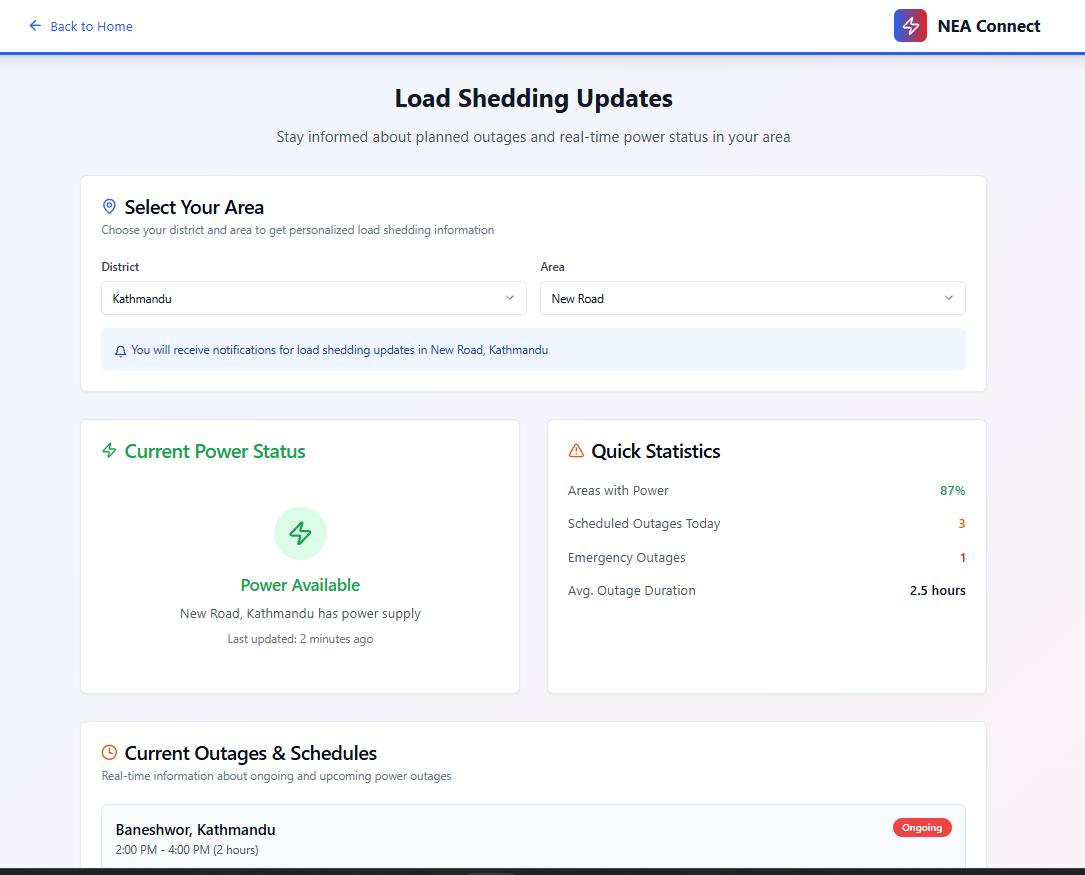 Back to Home
NEA Connect
Load Shedding Updates
Stay informed about planned outages and real-time power status in your area
Select Your Area
Choose your district and area to get personalized load shedding information
District
Area
Kathmandu
New Road
You will receive notifications for load shedding updates in New Road, Kathmandu
Current Power Status
Power Available
New Road, Kathmandu has power supply
Last updated: 2 minutes ago
Quick Statistics
Areas with Power 87%
Scheduled Outages Today 3
Emergency Outages 1
Avg. Outage Duration 2.5 hours
Current Outages & Schedules
Real-time information about ongoing and upcoming power outages
Baneshwor, Kathmandu
Ongoing
2:00 PM - 4:00 PM (2 hours)